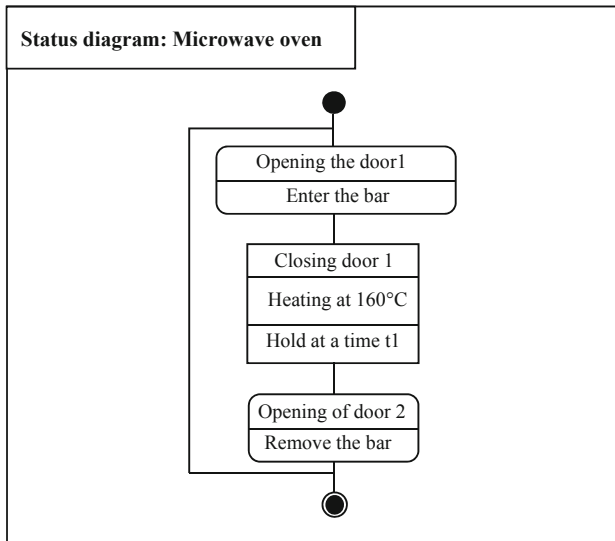 Status diagram: Microwave oven
Opening the door1
Enter the bar
Closing door 1
Heating at 160°C
Hold at a time t1
Opening of door 2
Remove the bar